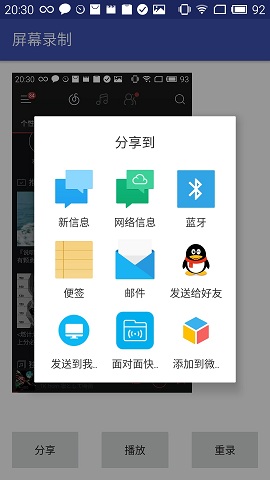 20:30
92
屏幕录制
20:30
93
分享到
新信息
网络信息
蓝牙
便签
邮件
发送给好友
发送到我..
面对面快..
添加到微..
分享
播放
重录